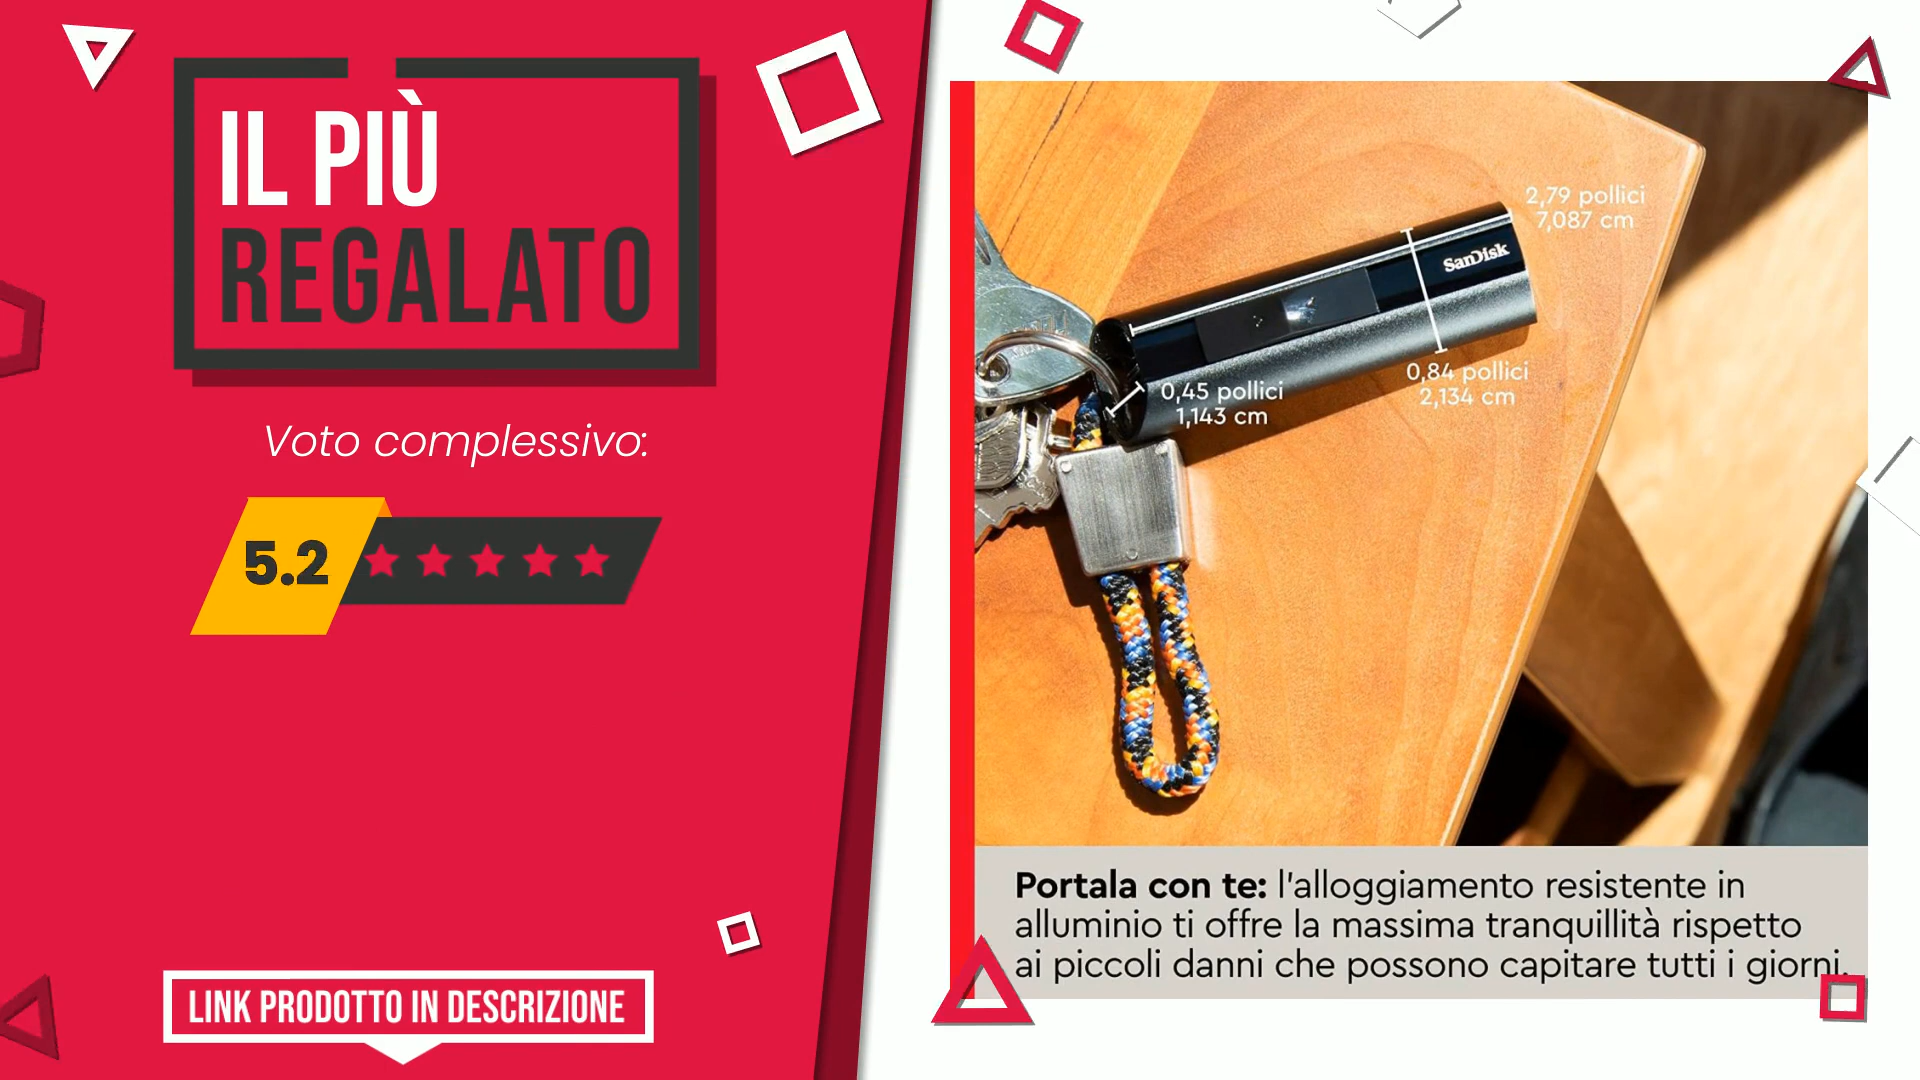 IL PIÙ
REGALATO
Voto complessivo:
5.2
LINK PRODOTTO IN DESCRIZIONE
2,79 pollici
7,087 cm
SanDisk
0,84 pollici
2,134 cm
0,45 pollici
1,143 cm
Portala con te: l'alloggiamento resistente in
alluminio ti offre la massima tranquillità rispetto
ai piccoli danni che possono capitare tutti i giorni.